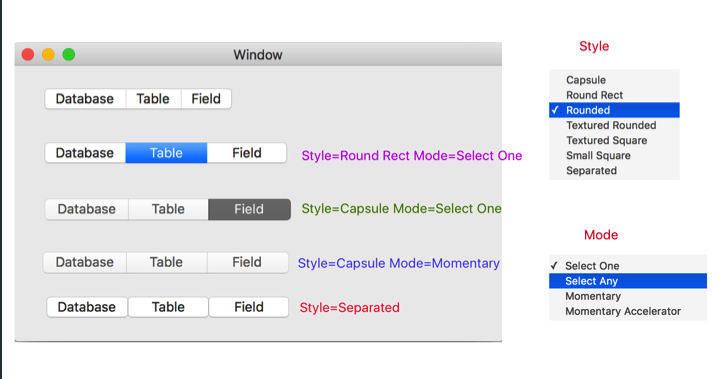 Window
Database Table Field
Database Table Field Style=Round Rect Mode=Select One
Database Table Field Style=Capsule Mode=Select One
Database Table Field Style=Capsule Mode=Momentary
Database Table Field Style=Separated
Style
Capsule
Round Rect
✓ Rounded
Textured Rounded
Textured Square
Small Square
Separated
Mode
✓ Select One
Select Any
Momentary
Momentary Accelerator